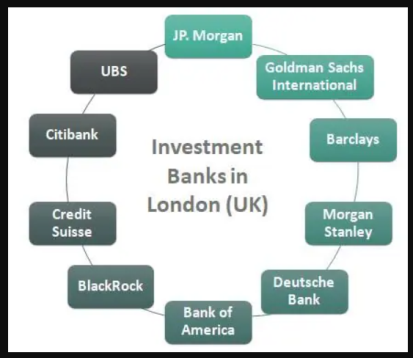 JP. Morgan
Goldman Sachs
International
Barclays
Morgan
Stanley
Deutsche
Bank
Bank of
America
BlackRock
Credit
Suisse
Citibank
UBS
Investment
Banks in
London (UK)